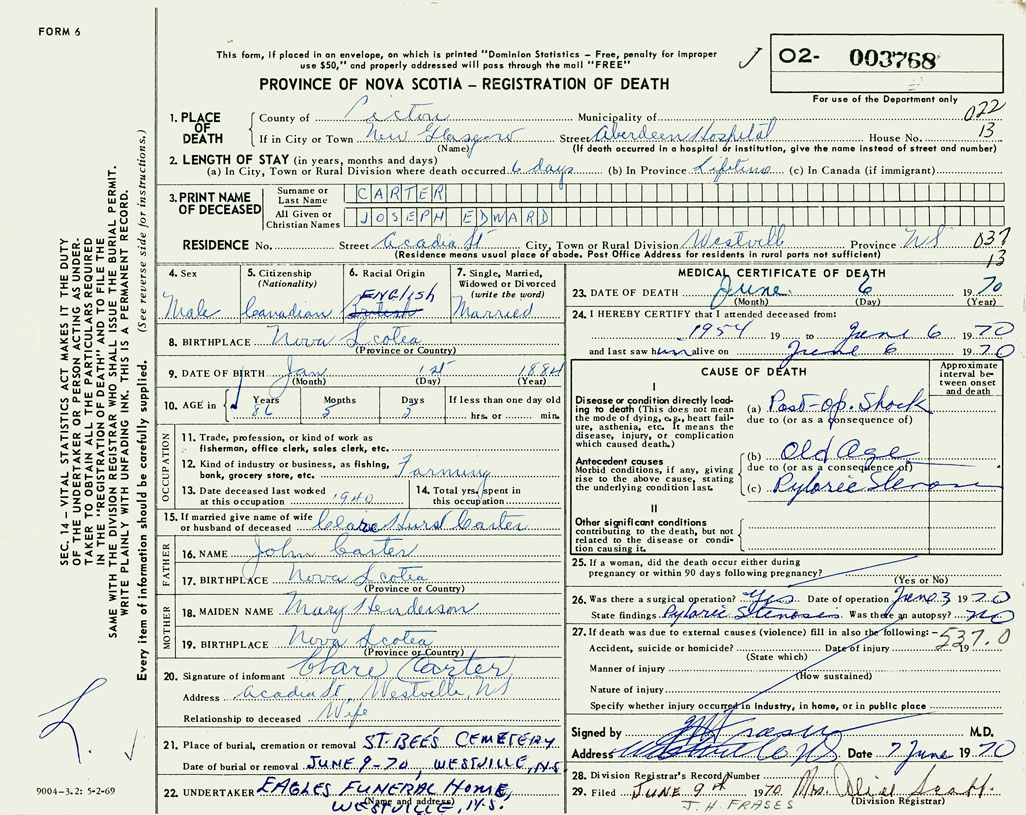 FORM 6
This form, if placed in an envelope, on which is printed "Dominion Statistics - Free, penalty for improper
use $50," and properly addressed will pass through the mail "FREE"
PROVINCE OF NOVA SCOTIA - REGISTRATION OF DEATH
O2- 003768
For use of the Department only
022
13
1. PLACE OF DEATH
County of Pictou Municipality of
If in City or Town New Glasgow Street Aberdeen Hospital House No.
(Name) (If death occurred in a hospital or institution, give the name instead of street and number)
2. LENGTH OF STAY (in years, months and days)
(a) In City, Town or Rural Division where death occurred 6 days (b) In Province Lifetime (c) In Canada (if immigrant)
3. PRINT NAME OF DECEASED
Surname or Last Name CARTER
All Given or Christian Names JOSEPH EDWARD
RESIDENCE No. Street Acadia St City, Town or Rural Division Westville Province NS 037
(Residence means usual place of abode. Post Office Address for residents in rural parts not sufficient) 13
4. Sex Male
5. Citizenship (Nationality) Canadian
6. Racial Origin ENGLISH British
7. Single, Married, Widowed or Divorced (write the word) Married
8. BIRTHPLACE Nova Scotea
(Province or Country)
9. DATE OF BIRTH Jan 1st 1884
(Month) (Day) (Year)
10. AGE in Years 86 Months 5 Days 5 If less than one day old hrs. or min.
OCCUPATION
11. Trade, profession, or kind of work as
fisherman, office clerk, sales clerk, etc.
12. Kind of industry or business, as fishing,
bank, grocery store, etc. Farming
13. Date deceased last worked
at this occupation 1940
14. Total yrs. spent in
this occupation
15. If married give name of wife
or husband of deceased Clare Hurst Carter
FATHER
16. NAME John Carter
17. BIRTHPLACE Nova Scotea
(Province or Country)
MOTHER
18. MAIDEN NAME Mary Henderson
19. BIRTHPLACE Nova Scotea
(Province or Country)
20. Signature of informant Clare Carter
Address Acadia St, Westville, NS
Relationship to deceased Wife
21. Place of burial, cremation or removal ST. BEE'S CEMETERY
Date of burial or removal JUNE 9-70, WESTVILLE, N.S.
22. UNDERTAKER EAGLES FUNERAL HOME,
(Name and address)
WESTVILLE, N.S.
MEDICAL CERTIFICATE OF DEATH
23. DATE OF DEATH June 6 1970
(Month) (Day) (Year)
24. I HEREBY CERTIFY that I attended deceased from:
1954 19 to June 6 1970
and last saw him alive on June 6 1970
CAUSE OF DEATH
Approximate interval between onset and death
I
Disease or condition directly leading to death (This does not mean the mode of dying, e.g., heart failure, asthenia, etc. It means the disease, injury, or complication which caused death.)
(a) Post-op. Shock
due to (or as a consequence of)
Antecedent causes
Morbid conditions, if any, giving rise to the above cause, stating the underlying condition last.
(b) Old Age
due to (or as a consequence of)
(c) Pyloric Stenosis
II
Other significant conditions
contributing to the death, but not related to the disease or condition causing it.
25. If a woman, did the death occur either during
pregnancy or within 90 days following pregnancy?
(Yes or No)
26. Was there a surgical operation? Yes Date of operation June 3 1970
State findings Pyloric Stenosis Was there an autopsy? No
27. If death was due to external causes (violence) fill in also the following:- 537.0
Accident, suicide or homicide? Date of injury 19
(State which)
Manner of injury
(How sustained)
Nature of injury
Specify whether injury occurred in industry, in home, or in public place
Signed by M.D.
Address Westville NS Date 7 June 1970
28. Division Registrar's Record Number
29. Filed JUNE 9th 1970 Mrs. Scott
(Division Registrar)
J. H. FRASES
SEC. 14 - VITAL STATISTICS ACT MAKES IT THE DUTY
OF THE UNDERTAKER OR PERSON ACTING AS UNDER-
TAKER TO OBTAIN ALL THE PARTICULARS REQUIRED
IN THE "REGISTRATION OF DEATH" AND TO FILE THE
SAME WITH THE DIVISION REGISTRAR WHO SHALL ISSUE THE BURIAL PERMIT.
WRITE PLAINLY WITH UNFADING INK. THIS IS A PERMANENT RECORD.
Every item of information should be carefully supplied. (See reverse side for instructions.)
9004-3.2: 5-2-69